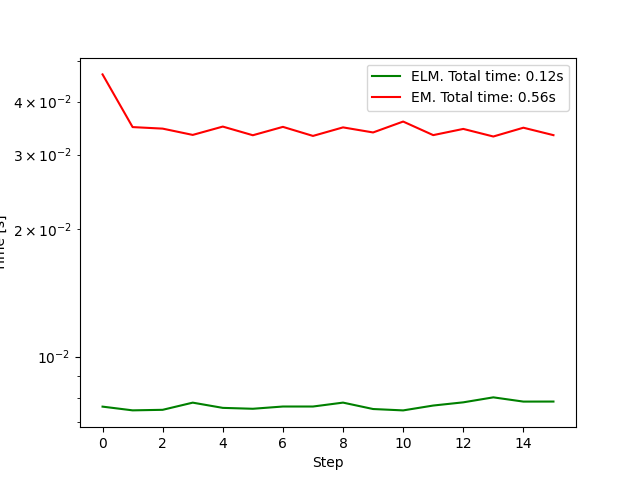 ELM. Total time: 0.12s
EM. Total time: 0.56s
4 × 10⁻²
3 × 10⁻²
2 × 10⁻²
10⁻²
0 2 4 6 8 10 12 14
Step